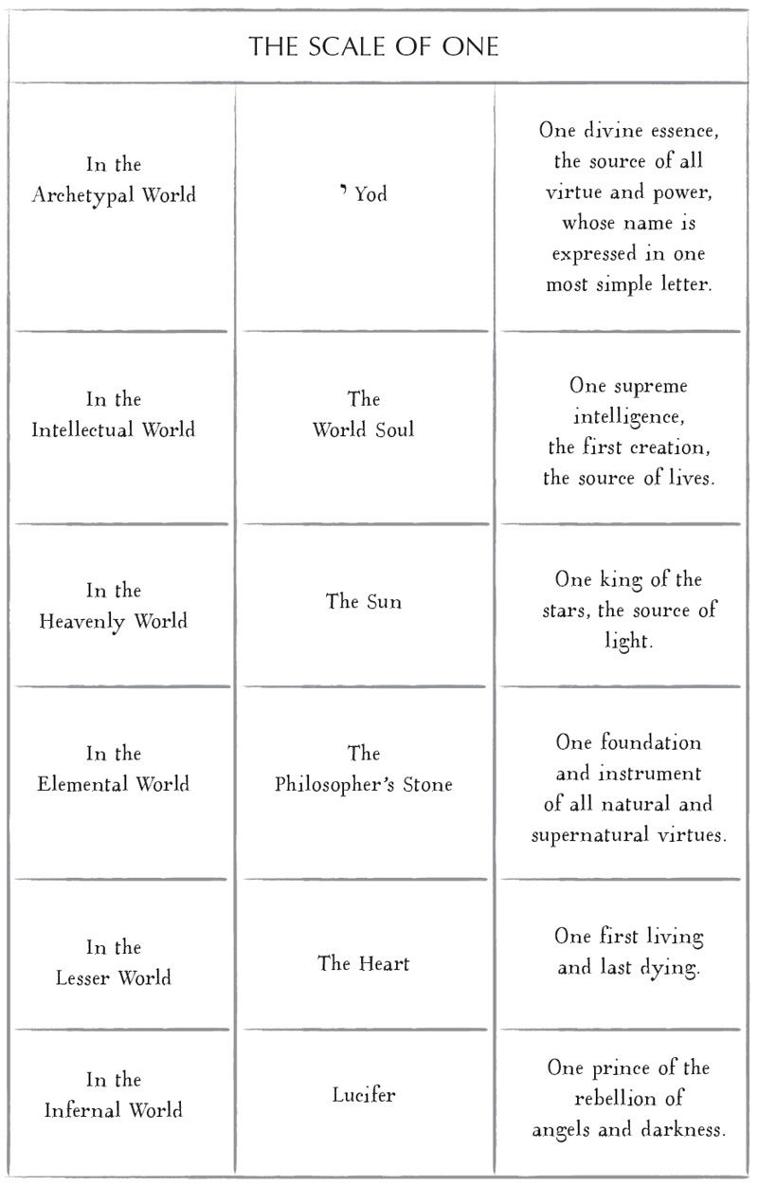 THE SCALE OF ONE
In the
Archetypal World
י Yod
One divine essence,
the source of all
virtue and power,
whose name is
expressed in one
most simple letter.
In the
Intellectual World
The
World Soul
One supreme
intelligence,
the first creation,
the source of lives.
In the
Heavenly World
The Sun
One king of the
stars, the source of
light.
In the
Elemental World
The
Philosopher’s Stone
One foundation
and instrument
of all natural and
supernatural virtues.
In the
Lesser World
The Heart
One first living
and last dying.
In the
Infernal World
Lucifer
One prince of the
rebellion of
angels and darkness.